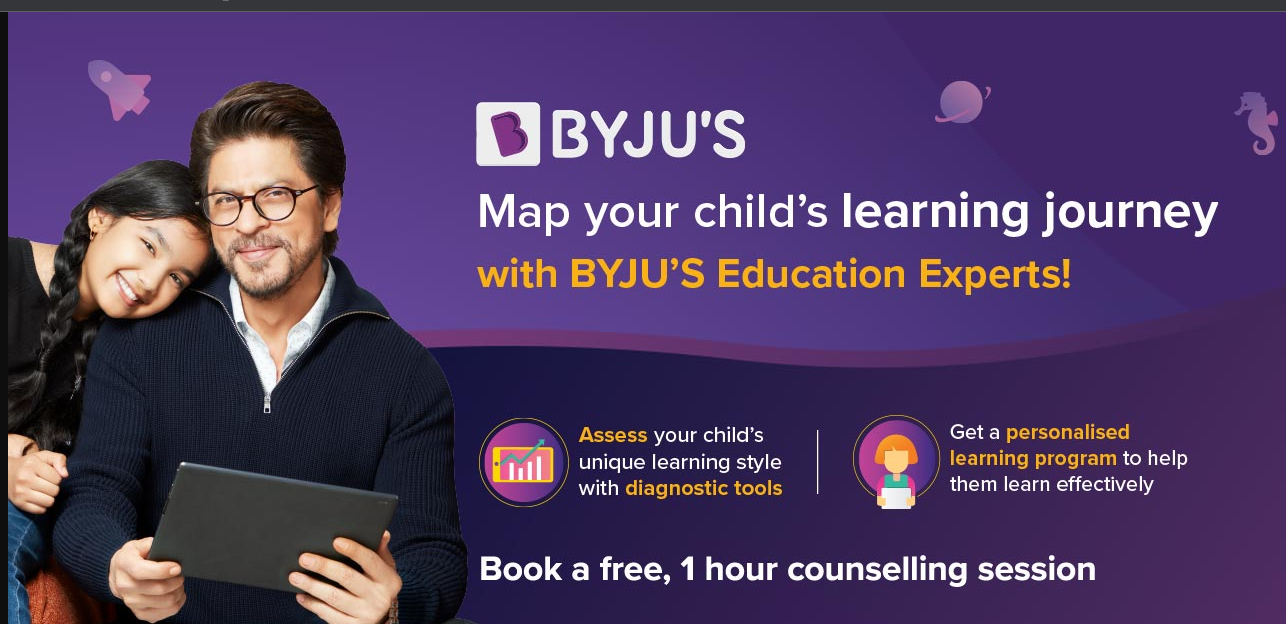 BYJU'S
Map your child's learning journey
with BYJU'S Education Experts!
Assess your child's
unique learning style
with diagnostic tools
Get a personalised
learning program to help
them learn effectively
Book a free, 1 hour counselling session